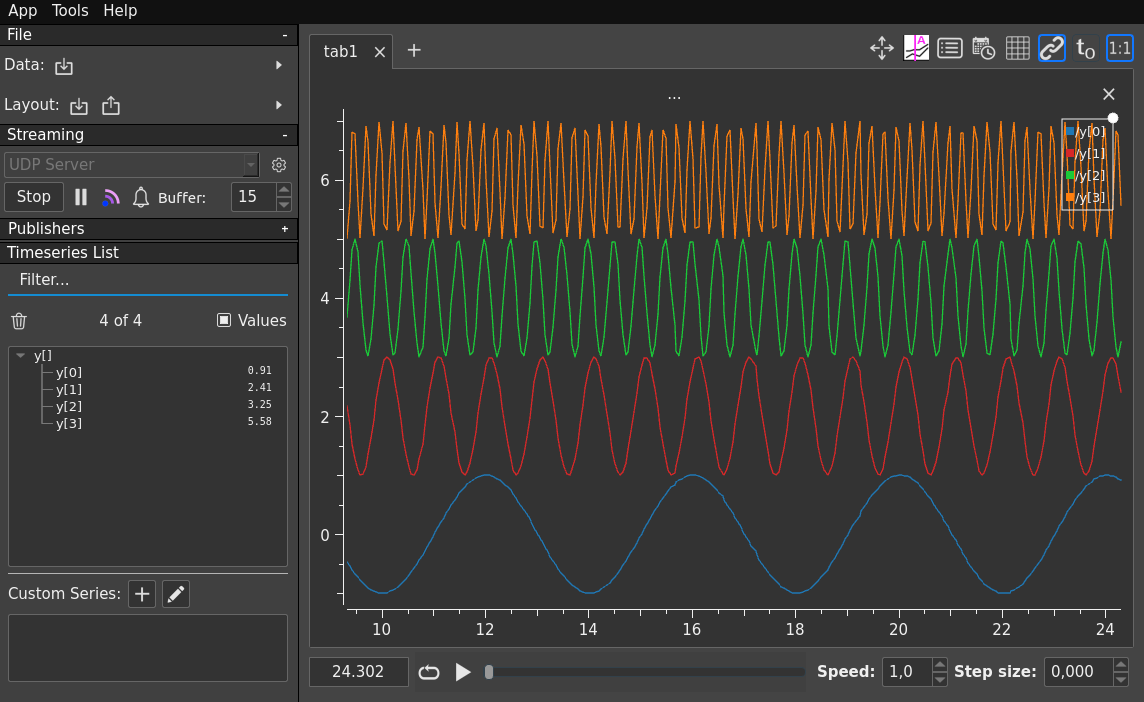 App Tools Help
File -
Data:
Layout:
Streaming -
UDP Server
Stop Buffer: 15
Publishers +
Timeseries List
Filter...
4 of 4 Values
y[]
y[0] 0.91
y[1] 2.41
y[2] 3.25
y[3] 5.58
Custom Series:
tab1
A
to
1:1
...
/y[0]
/y[1]
/y[2]
/y[3]
6
4
2
0
10 12 14 16 18 20 22 24
24.302 Speed: 1,0 Step size: 0,000